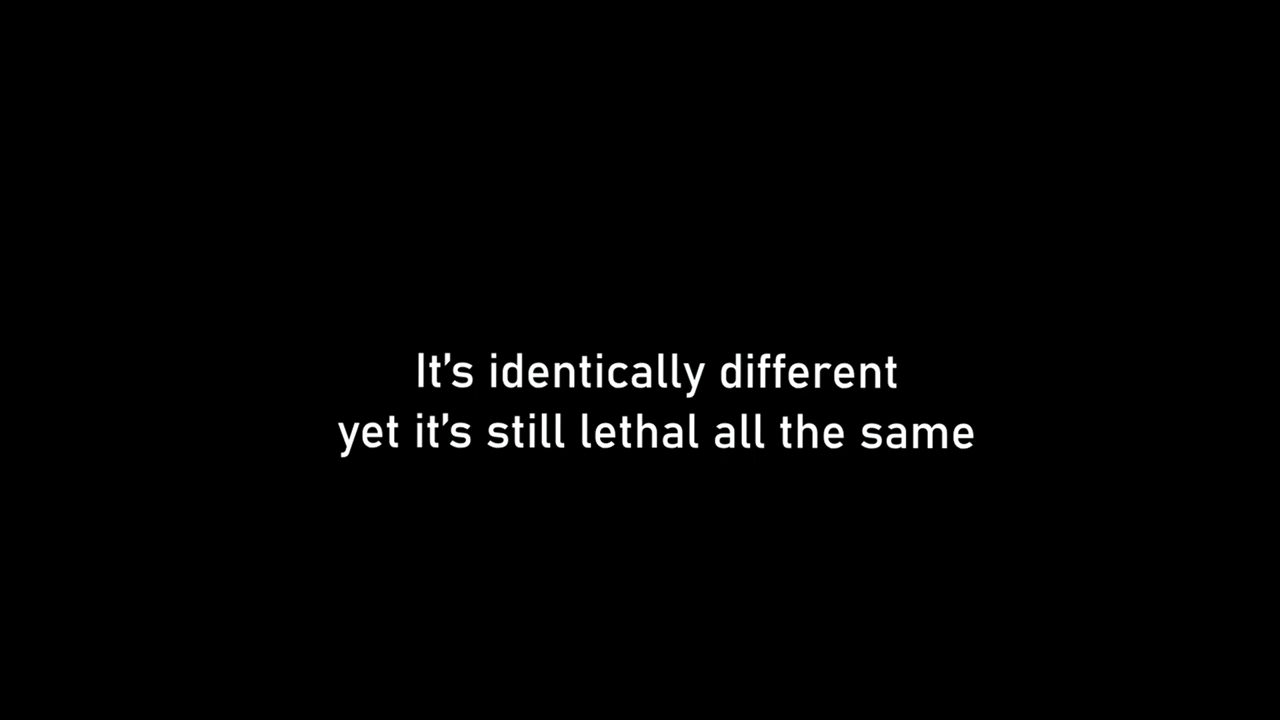 It’s identically different
yet it’s still lethal all the same